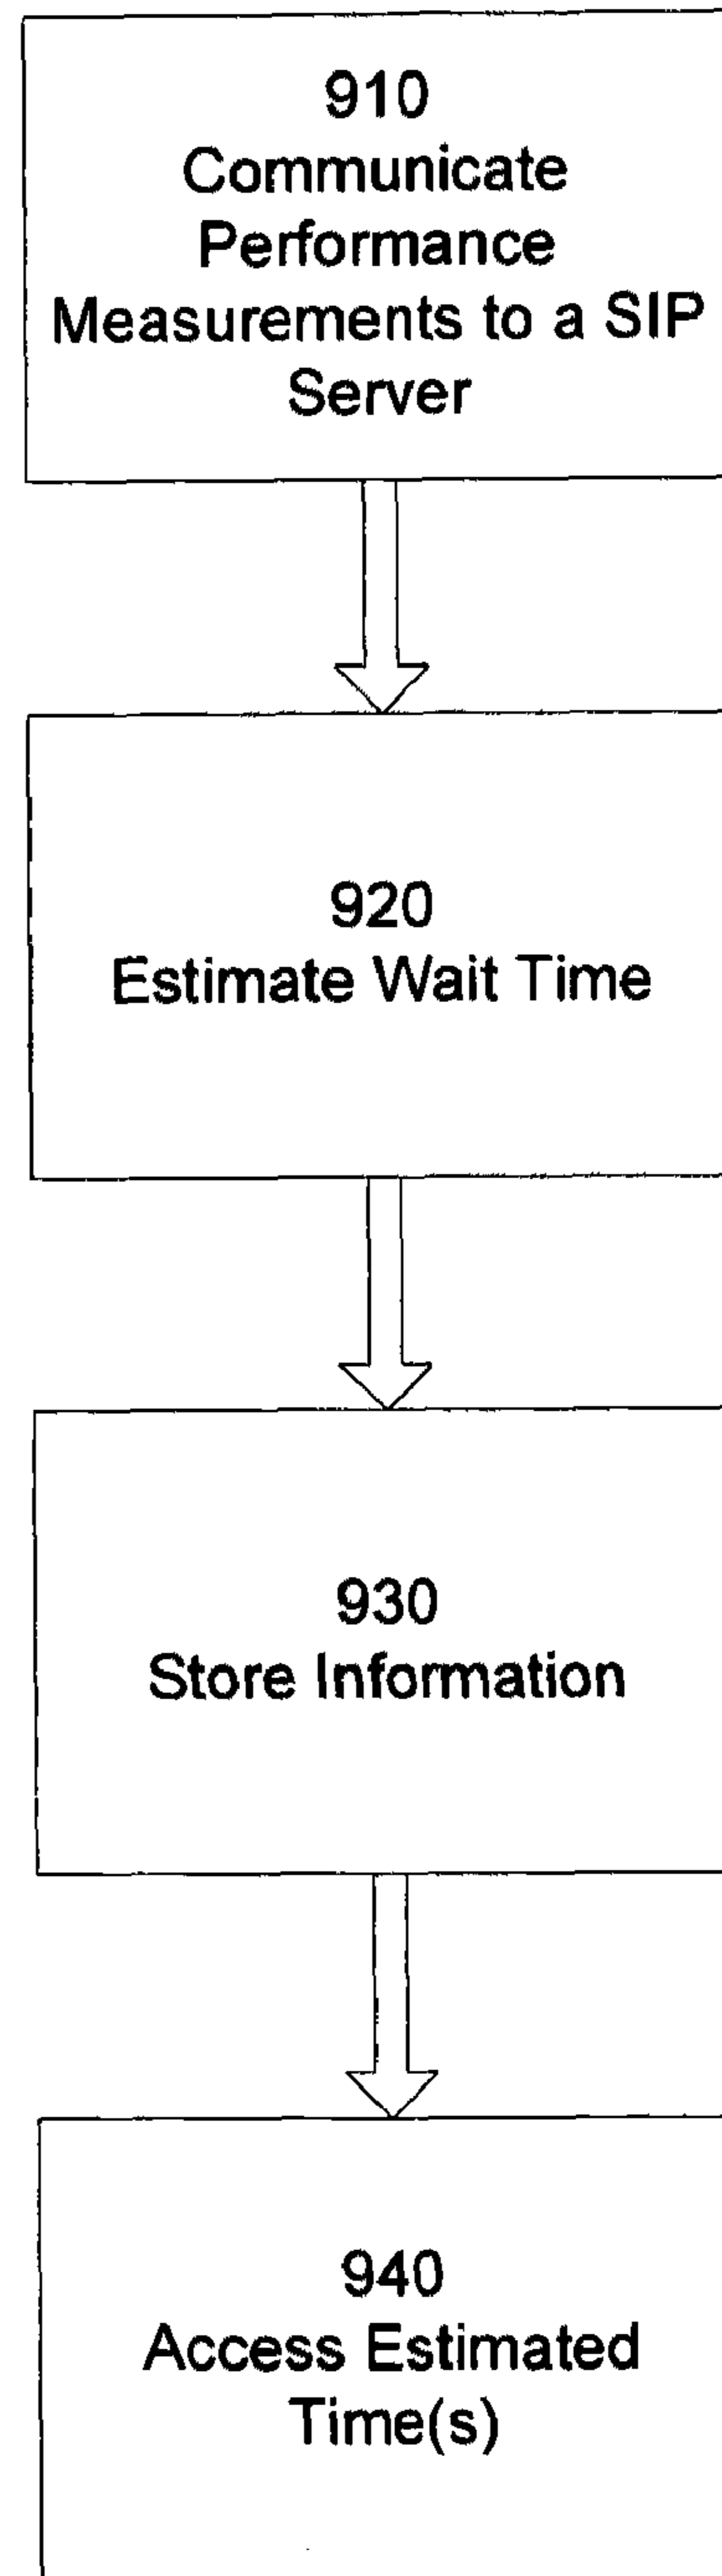 910
Communicate
Performance
Measurements to a SIP
Server
920
Estimate Wait Time
930
Store Information
940
Access Estimated
Time(s)